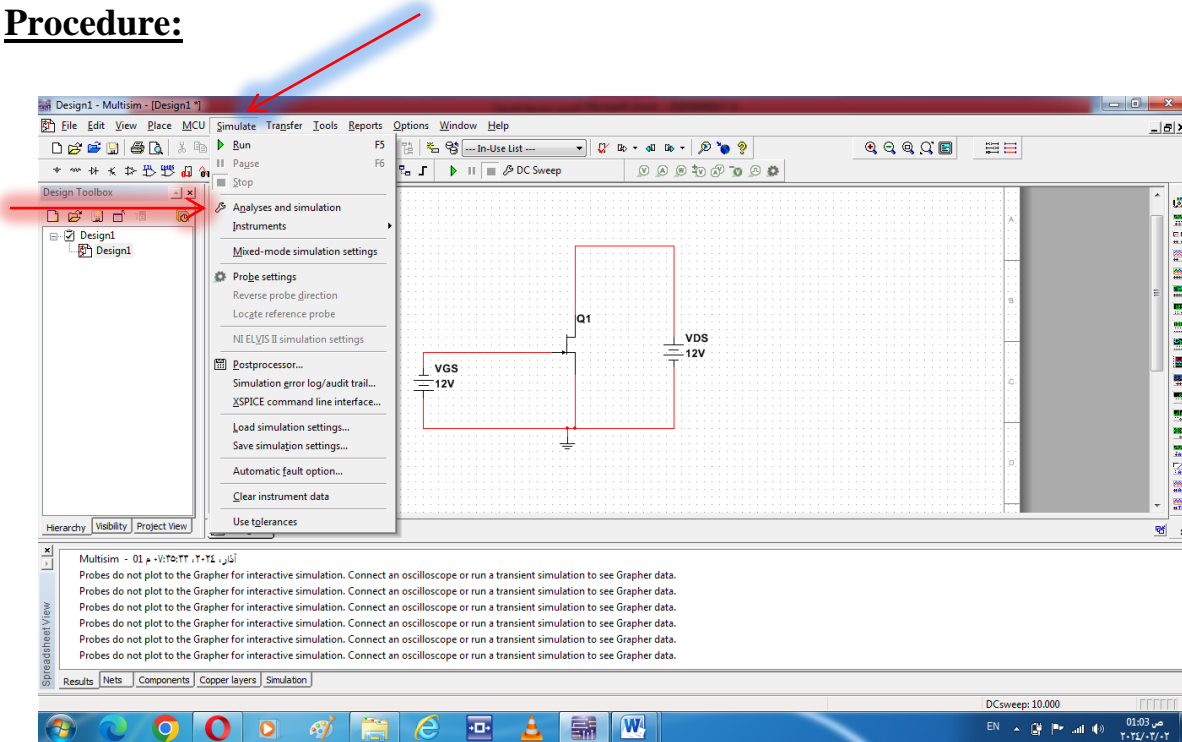 Procedure:
Design1 - Multisim - [Design1 *]
File Edit View Place MCU Simulate Transfer Tools Reports Options Window Help
Run F5
--- In-Use List ---
Pause F6
DC Sweep
Stop
Design Toolbox
Analyses and simulation
Instruments
Design1
Design1
Mixed-mode simulation settings
Probe settings
Reverse probe direction
Locate reference probe
NI ELVIS II simulation settings
Postprocessor...
Simulation error log/audit trail...
XSPICE command line interface...
Load simulation settings...
Save simulation settings...
Automatic fault option...
Clear instrument data
Use tolerances
A
B
C
D
Q1
VDS
12V
VGS
12V
Hierarchy Visibility Project View
Multisim - 01 آذار، ٢٠٢٤، ٠٧:٣٥:٣٣ م
Probes do not plot to the Grapher for interactive simulation. Connect an oscilloscope or run a transient simulation to see Grapher data.
Probes do not plot to the Grapher for interactive simulation. Connect an oscilloscope or run a transient simulation to see Grapher data.
Probes do not plot to the Grapher for interactive simulation. Connect an oscilloscope or run a transient simulation to see Grapher data.
Probes do not plot to the Grapher for interactive simulation. Connect an oscilloscope or run a transient simulation to see Grapher data.
Probes do not plot to the Grapher for interactive simulation. Connect an oscilloscope or run a transient simulation to see Grapher data.
Probes do not plot to the Grapher for interactive simulation. Connect an oscilloscope or run a transient simulation to see Grapher data.
Spreadsheet View
Results Nets Components Copper layers Simulation
DCsweep: 10.000
EN
01:03 ص
٢٠٢٤/٠٣/٠٢